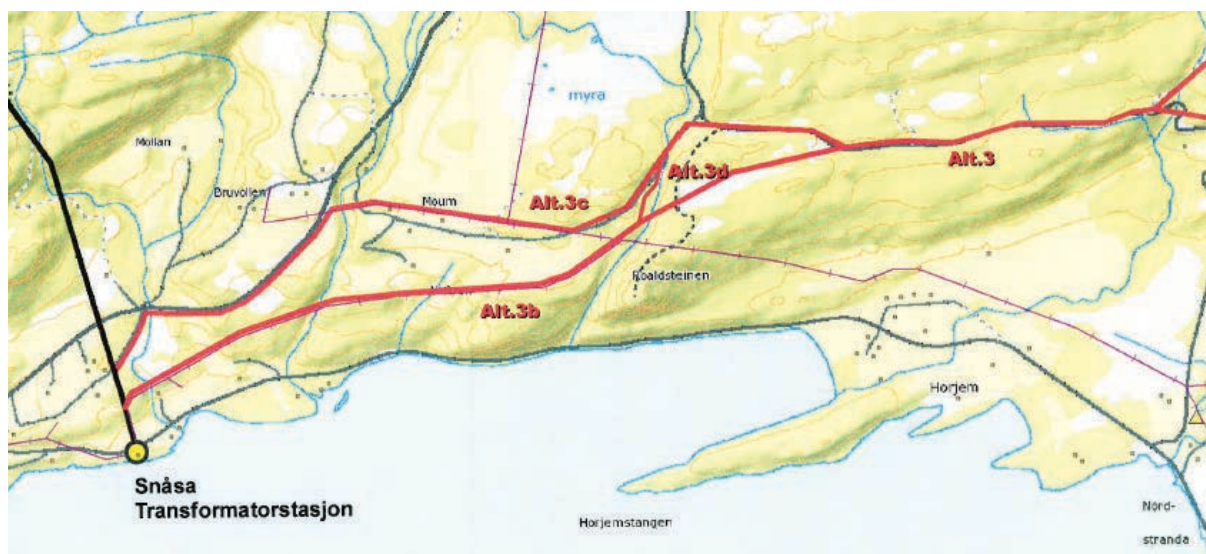 myra
Mollan
Bruvollen
Moum
Alt.3c
Alt.3d
Alt.3
Roaldsteinen
Alt.3b
Horjem
Snåsa
Transformatorstasjon
Horjemstangen
Nord-
stranda